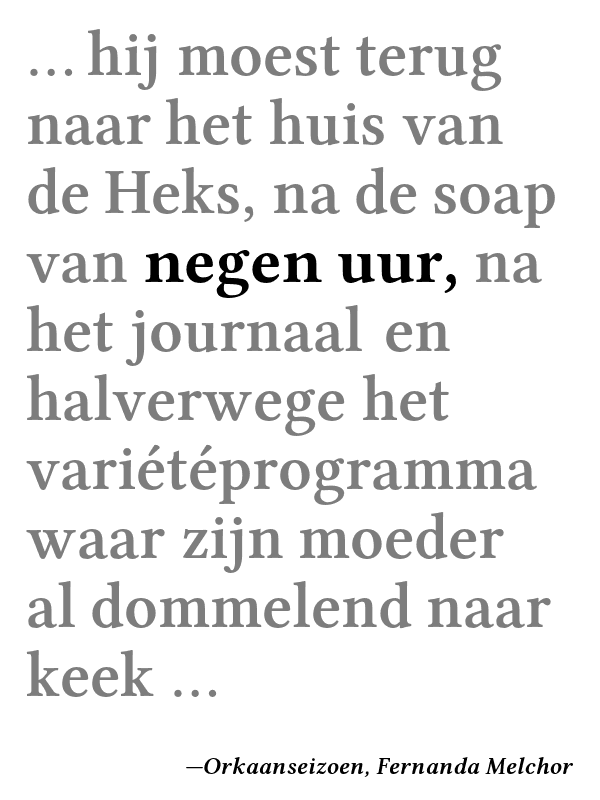 … hij moest terug
naar het huis van
de Heks, na de soap
van negen uur, na
het journaal en
halverwege het
variétéprogramma
waar zijn moeder
al dommelend naar
keek …
—Orkaanseizoen, Fernanda Melchor